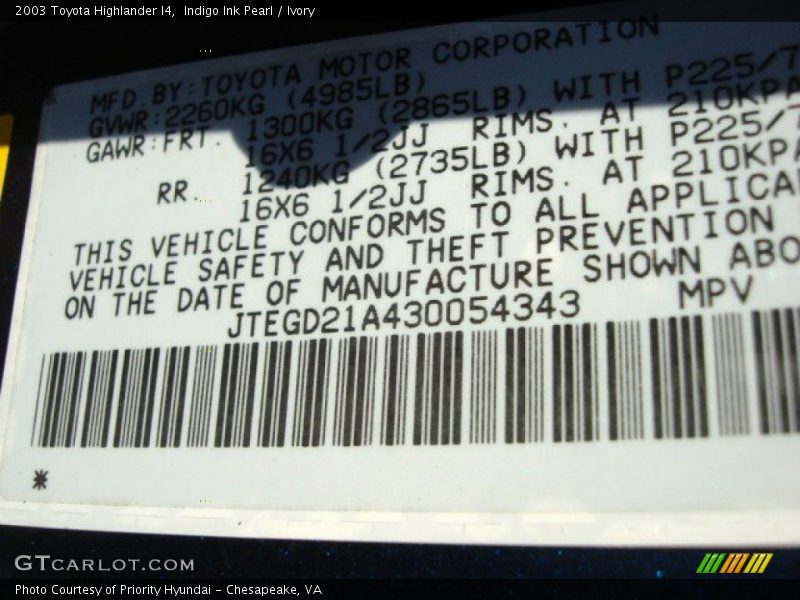 2003 Toyota Highlander I4,  Indigo Ink Pearl / Ivory
MFD.BY:TOYOTA MOTOR CORPORATION
GVWR:2260KG (4985LB)
GAWR:FRT. 1300KG (2865LB) WITH P225/7
16X6 1/2JJ RIMS. AT 210KPA
RR. 1240KG (2735LB) WITH P225/7
16X6 1/2JJ RIMS. AT 210KPA
THIS VEHICLE CONFORMS TO ALL APPLICA
VEHICLE SAFETY AND THEFT PREVENTION
ON THE DATE OF MANUFACTURE SHOWN ABO
JTEGD21A430054343 MPV
*
GTCARLOT.COM
Photo Courtesy of Priority Hyundai - Chesapeake, VA